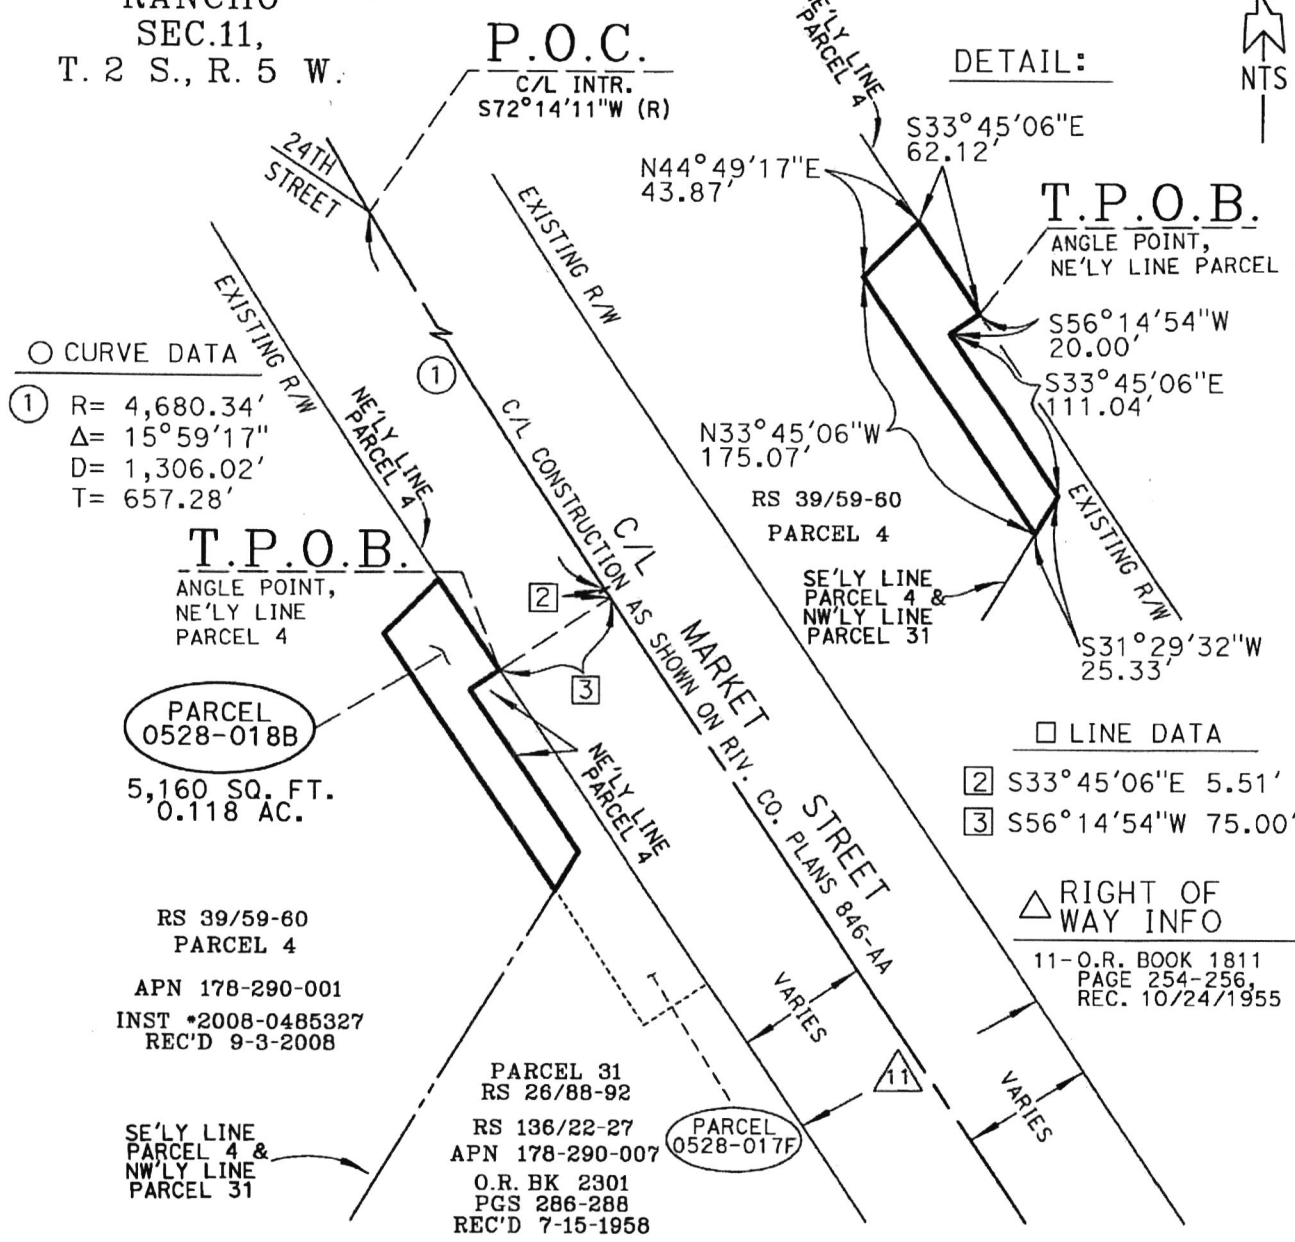 RANCHO
SEC.11,
T. 2 S., R. 5 W.
P.O.C.
C/L INTR.
S72°14'11"W (R)
24TH
STREET
EXISTING R/W
EXISTING R/W
○ CURVE DATA
1 R= 4,680.34'
Δ= 15°59'17"
D= 1,306.02'
T= 657.28'
1
NE'LY LINE
PARCEL 4
C/L CONSTRUCTION AS SHOWN ON RIV. CO. PLANS 846-AA
C/L
MARKET
STREET
T.P.O.B.
ANGLE POINT,
NE'LY LINE
PARCEL 4
2
3
PARCEL
0528-018B
5,160 SQ. FT.
0.118 AC.
NE'LY LINE
PARCEL 4
RS 39/59-60
PARCEL 4
APN 178-290-001
INST *2008-0485327
REC'D 9-3-2008
SE'LY LINE
PARCEL 4 &
NW'LY LINE
PARCEL 31
PARCEL 31
RS 26/88-92
RS 136/22-27
APN 178-290-007
O.R. BK 2301
PGS 286-288
REC'D 7-15-1958
PARCEL
0528-017F
VARIES
11
VARIES
NE'LY LINE
PARCEL 4
DETAIL:
NTS
S33°45'06"E
62.12'
N44°49'17"E
43.87'
T.P.O.B.
ANGLE POINT,
NE'LY LINE PARCEL
S56°14'54"W
20.00'
S33°45'06"E
111.04'
N33°45'06"W
175.07'
RS 39/59-60
PARCEL 4
SE'LY LINE
PARCEL 4 &
NW'LY LINE
PARCEL 31
EXISTING R/W
S31°29'32"W
25.33'
□ LINE DATA
2 S33°45'06"E 5.51'
3 S56°14'54"W 75.00'
△ RIGHT OF
WAY INFO
11-O.R. BOOK 1811
PAGE 254-256,
REC. 10/24/1955